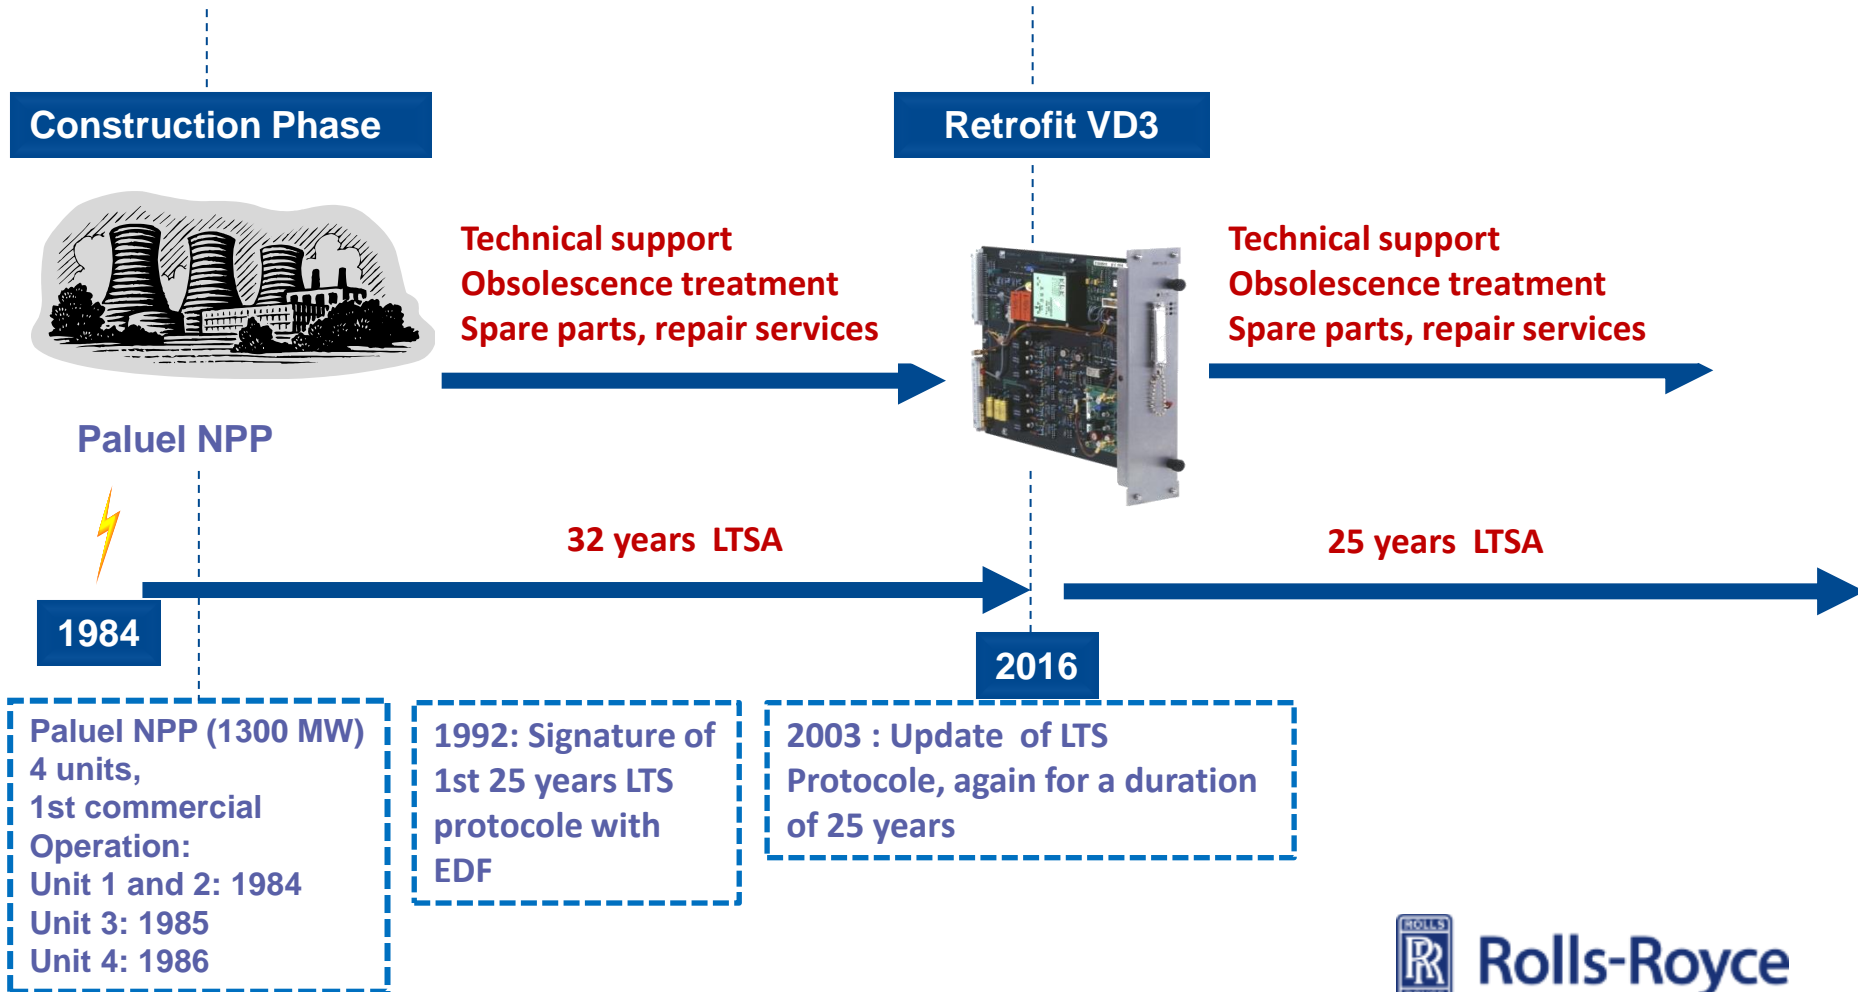 Construction Phase
Retrofit VD3
Technical support
Obsolescence treatment
Spare parts, repair services
Technical support
Obsolescence treatment
Spare parts, repair services
Paluel NPP
32 years LTSA
25 years LTSA
1984
2016
Paluel NPP (1300 MW)
4 units,
1st commercial
Operation:
Unit 1 and 2: 1984
Unit 3: 1985
Unit 4: 1986
1992: Signature of
1st 25 years LTS
protocole with
EDF
2003 : Update of LTS
Protocole, again for a duration
of 25 years
ROLLS
RR
Rolls-Royce